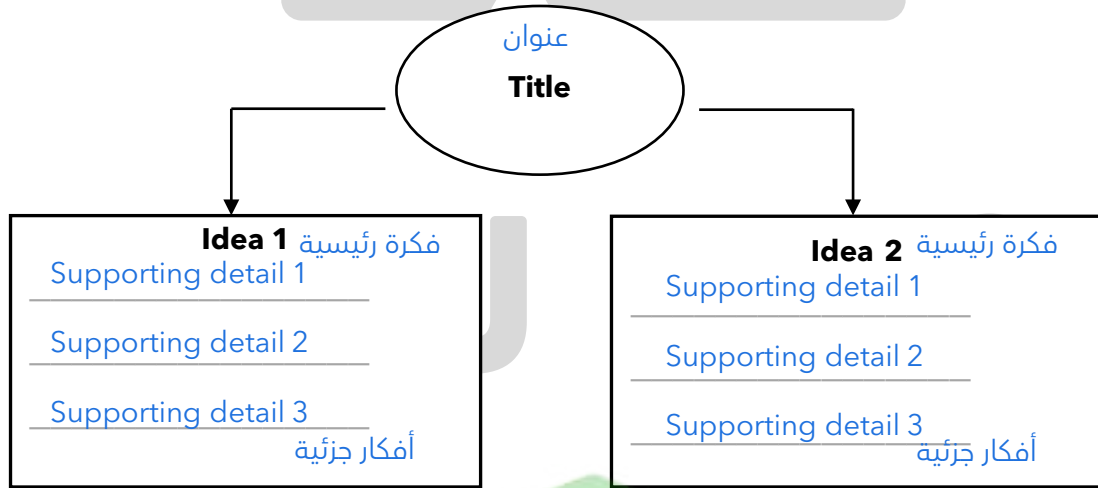 عنوان
Title
Idea 1 فكرة رئيسية
Supporting detail 1
Supporting detail 2
Supporting detail 3
أفكار جزئية
Idea 2 فكرة رئيسية
Supporting detail 1
Supporting detail 2
Supporting detail 3
أفكار جزئية